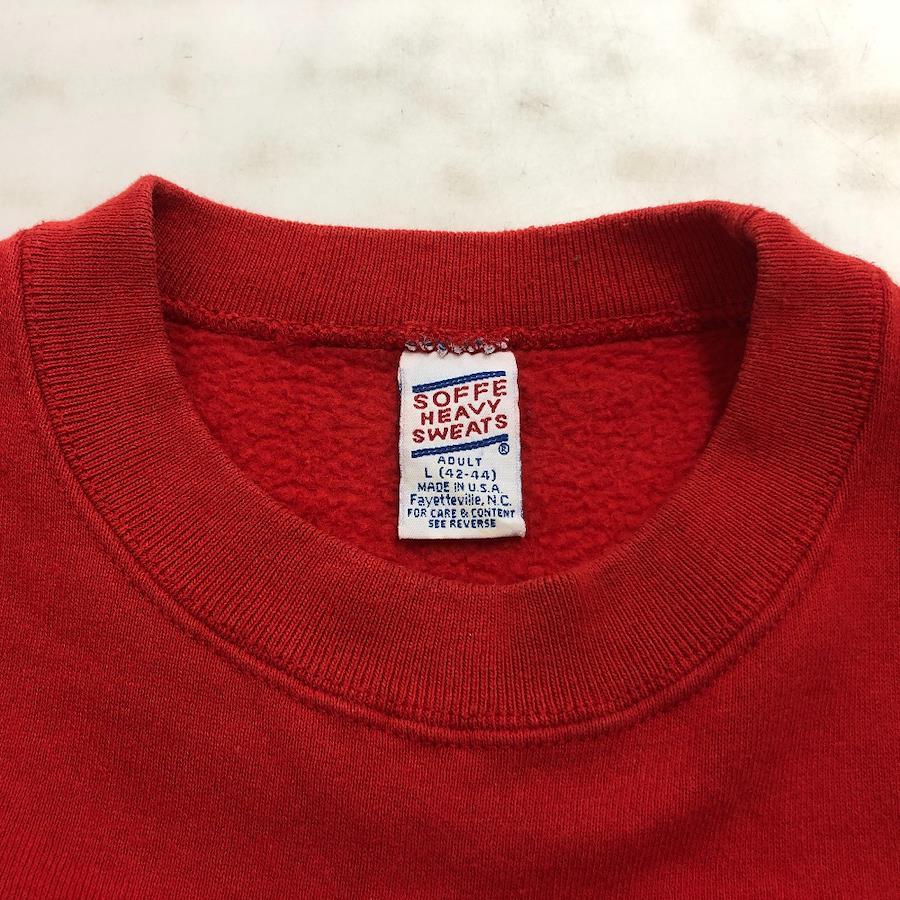 SOFFE
HEAVY
SWEATS
®
ADULT
L (42-44)
MADE IN U.S.A.
Fayetteville, N.C.
FOR CARE & CONTENT
SEE REVERSE